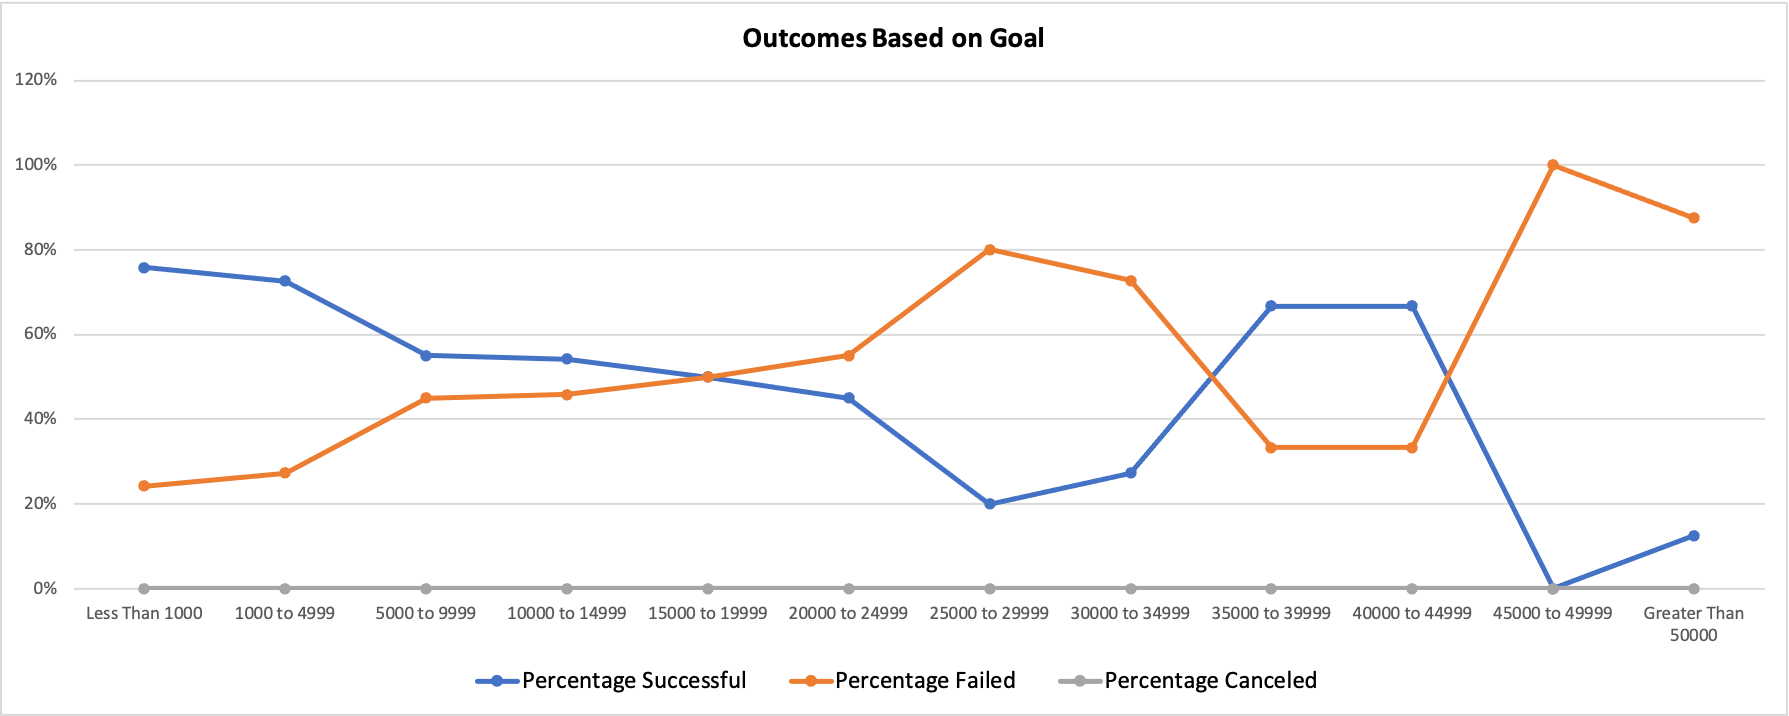 Outcomes Based on Goal
120%
100%
80%
60%
40%
20%
0%
Less Than 1000
1000 to 4999
5000 to 9999
10000 to 14999
15000 to 19999
20000 to 24999
25000 to 29999
30000 to 34999
35000 to 39999
40000 to 44999
45000 to 49999
Greater Than
50000
Percentage Successful
Percentage Failed
Percentage Canceled